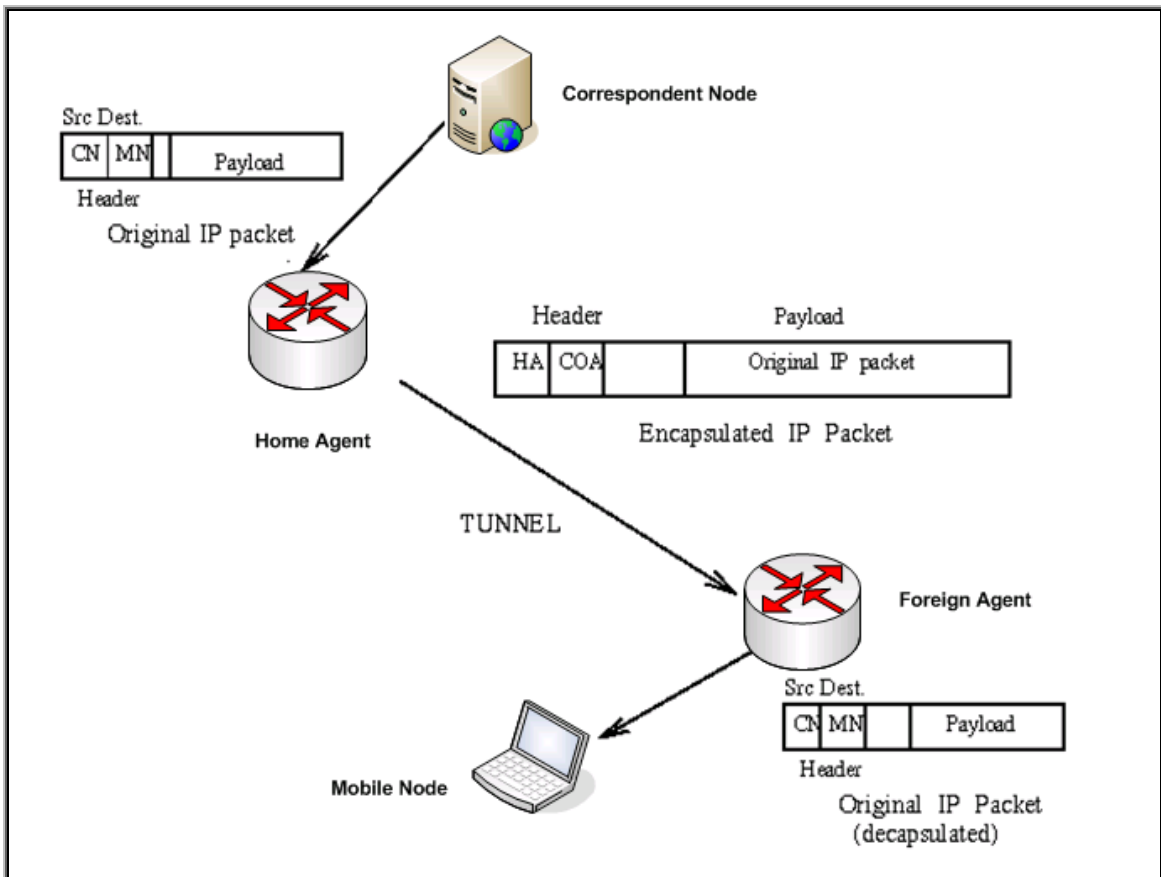 Correspondent Node
Src Dest.
CN MN Payload
Header
Original IP packet
Header Payload
HA COA Original IP packet
Encapsulated IP Packet
Home Agent
TUNNEL
Foreign Agent
Src Dest.
CN MN Payload
Header
Mobile Node
Original IP Packet
(decapsulated)